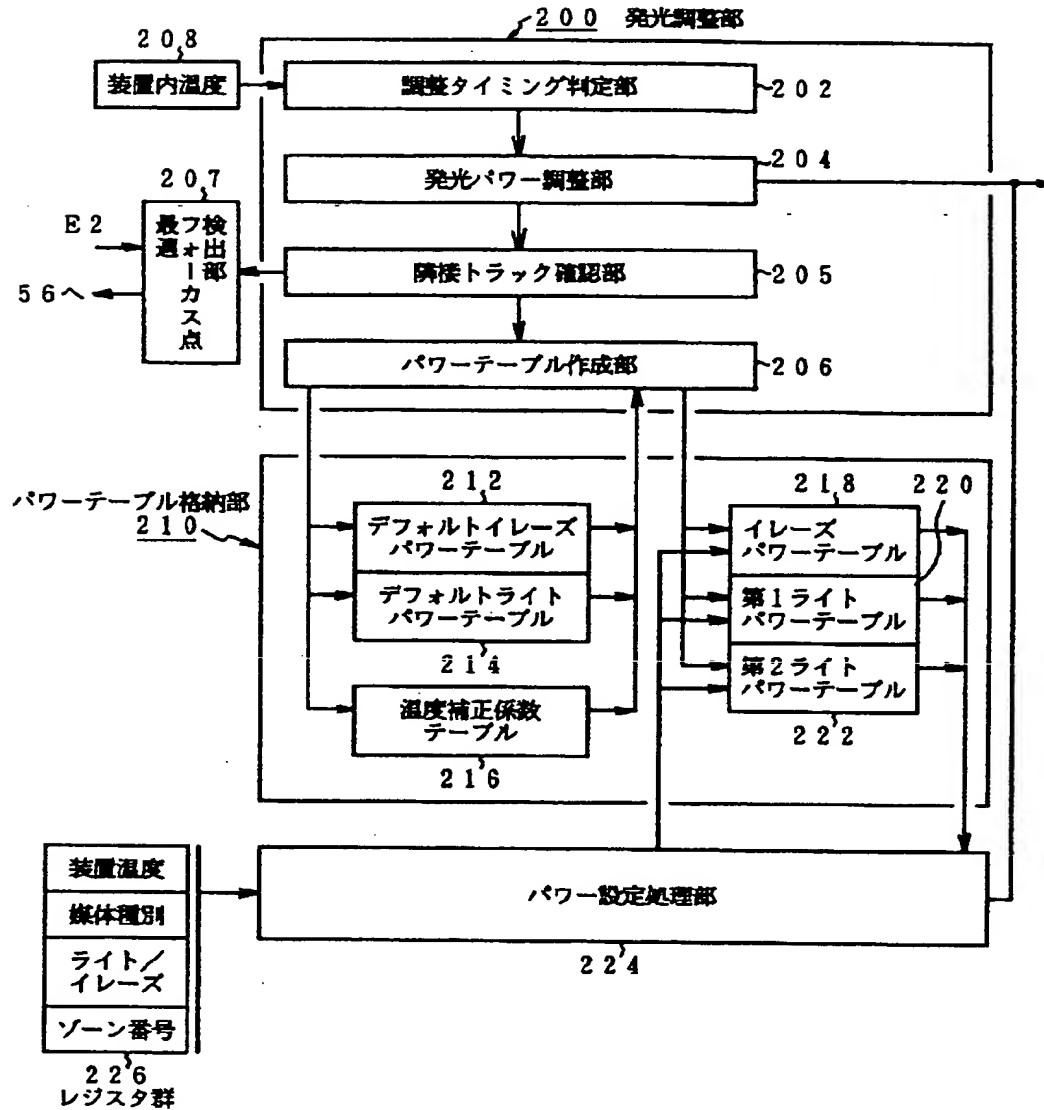 200 発光調整部
208
装置内温度
調整タイミング判定部
202
204
発光パワー調整部
207
E2
検出部
フォーカス点
最適
56へ
隣接トラック確認部
205
パワーテーブル作成部
206
パワーテーブル格納部
210
212
デフォルトイレーズ
パワーテーブル
デフォルトライト
パワーテーブル
214
温度補正係数
テーブル
216
218
220
イレーズ
パワーテーブル
第1ライト
パワーテーブル
第2ライト
パワーテーブル
222
装置温度
媒体種別
ライト/
イレーズ
ゾーン番号
226
レジスタ群
パワー設定処理部
224